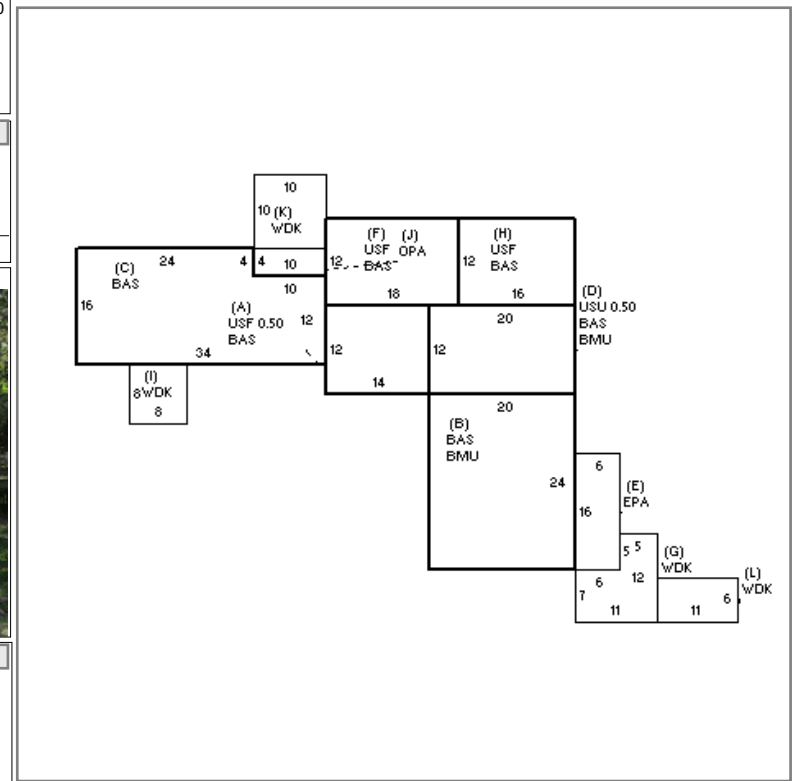 10
10 (K)
WDK
(F) (J)
USF OPA
BAS
(H)
USF
BAS
24
4 4 10
12
12
(C)
BAS
16
10
18
16
(D)
USU 0.50
BAS
BMU
(A)
USF 0.50
BAS
12
20
34
12
12
(I)
8WDK
8
14
20
(B)
BAS
BMU
6
24
(E)
EPA
16
5 5
(G)
WDK
6
12
(L)
WDK
7
6
11
11